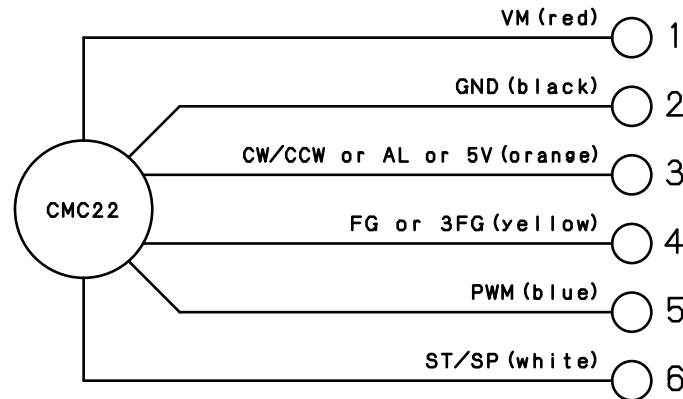 VM(red) 1
GND(black) 2
CW/CCW or AL or 5V(orange) 3
CMC22
FG or 3FG(yellow) 4
PWM(blue) 5
ST/SP(white) 6